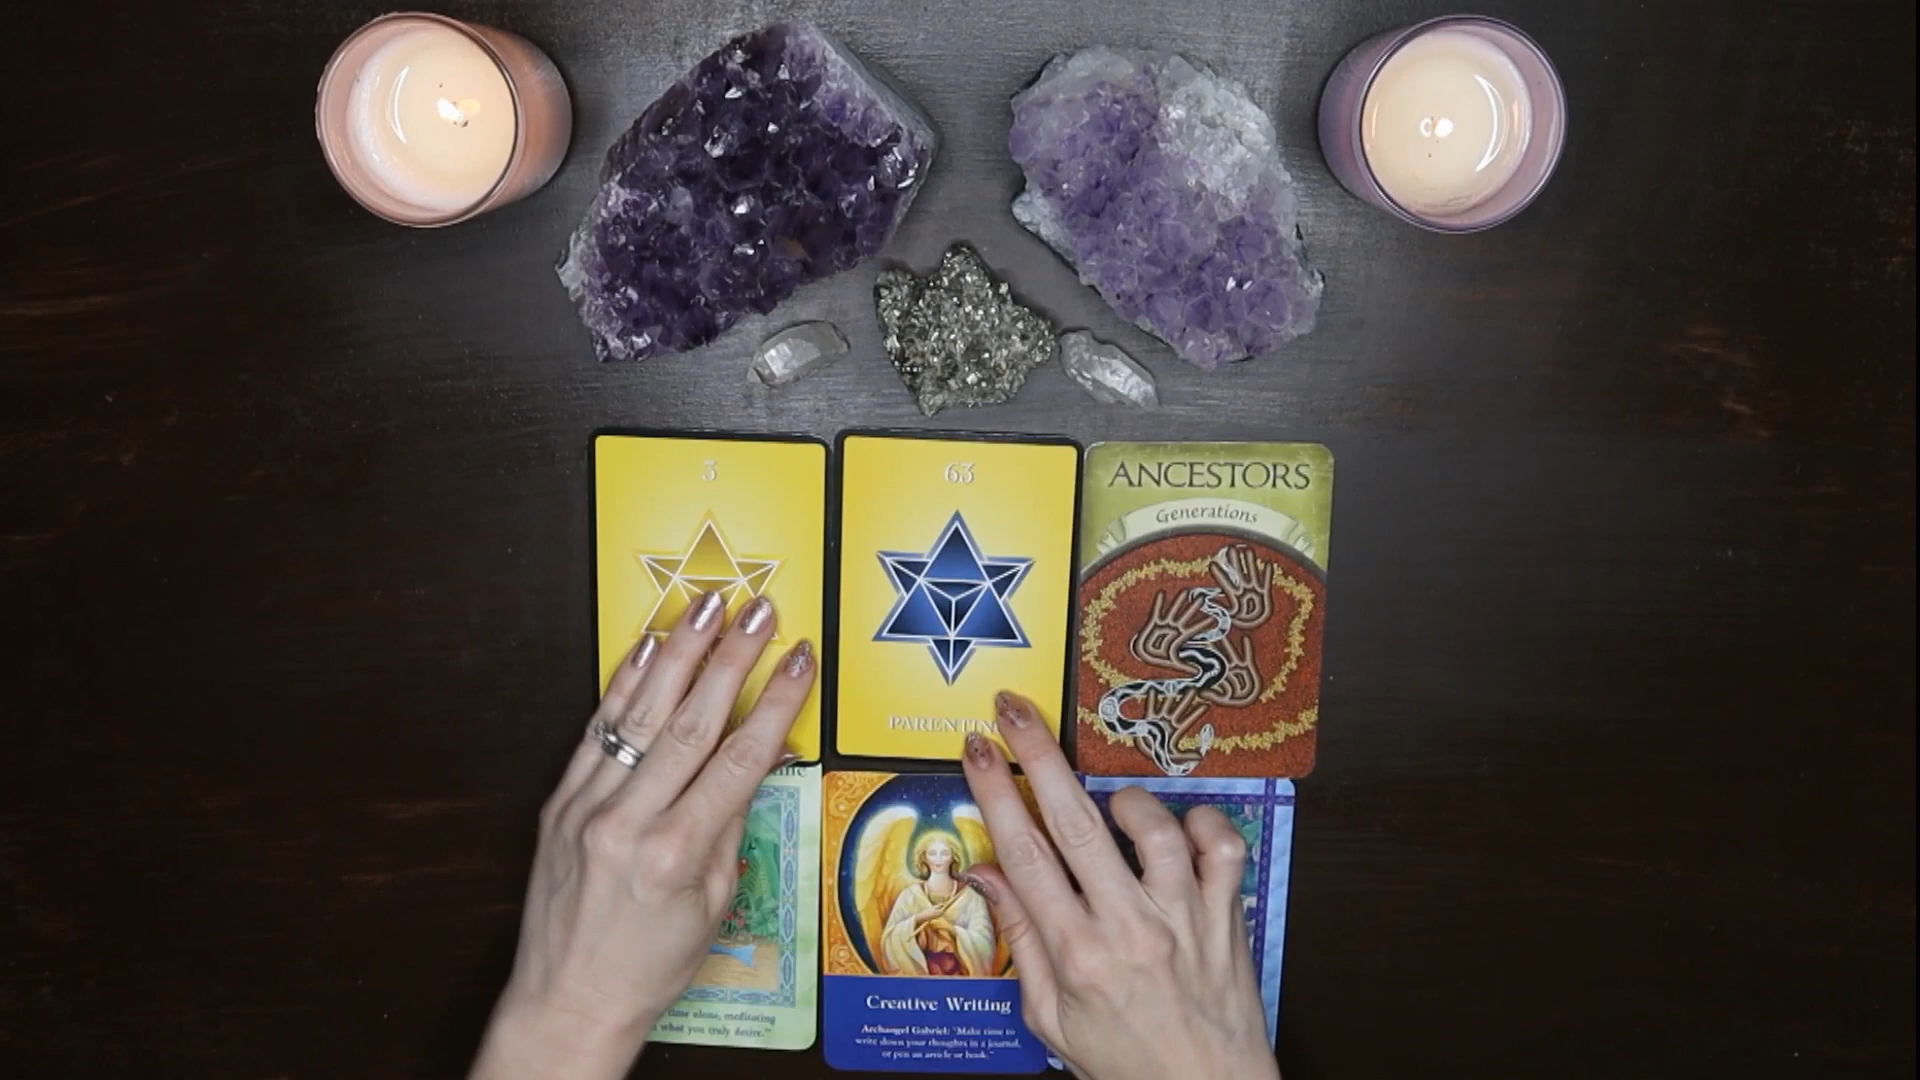 3
63
ANCESTORS
Generations
time alone, meditating
what you truly desire."
Creative Writing
Archangel Gabriel: "Make time to
write down your thoughts in a journal,
or pen an article or book."